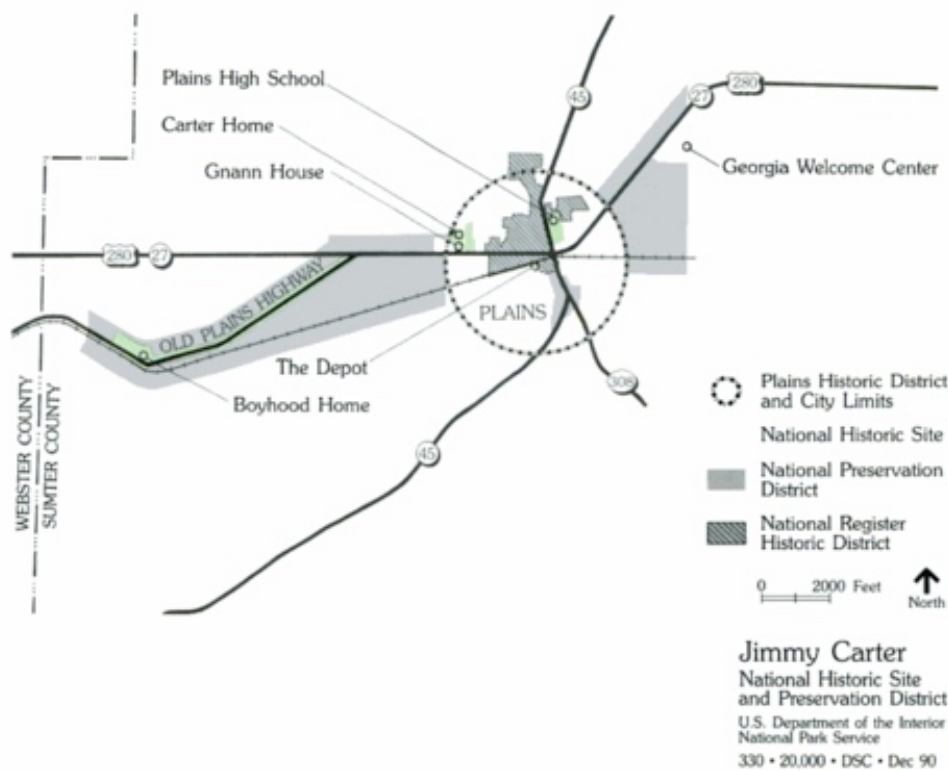 Plains High School
Carter Home
Gnann House
45
27
280
Georgia Welcome Center
280
27
OLD PLAINS HIGHWAY
PLAINS
The Depot
Boyhood Home
308
45
WEBSTER COUNTY
SUMTER COUNTY
Plains Historic District
and City Limits
National Historic Site
National Preservation
District
National Register
Historic District
0 2000 Feet
North
Jimmy Carter
National Historic Site
and Preservation District
U.S. Department of the Interior
National Park Service
330 • 20,000 • DSC • Dec 90